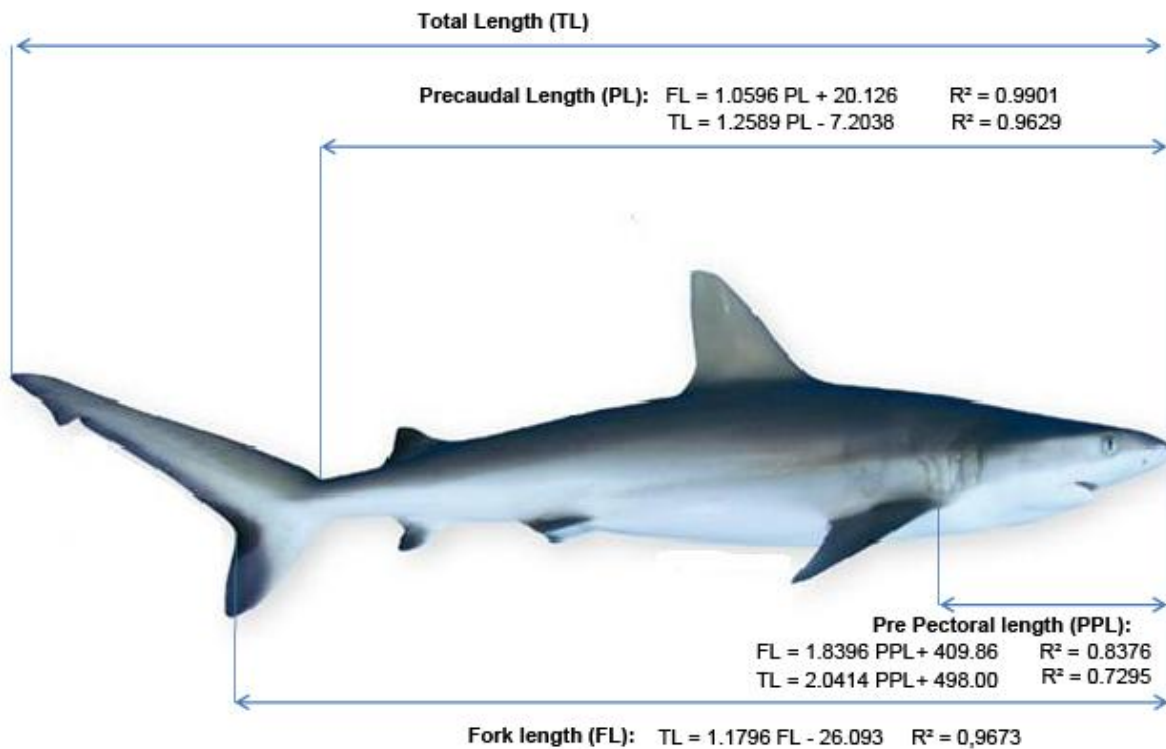 Total Length (TL)
Precaudal Length (PL): FL = 1.0596 PL + 20.126 R² = 0.9901
TL = 1.2589 PL - 7.2038 R² = 0.9629
Pre Pectoral length (PPL):
FL = 1.8396 PPL+ 409.86 R² = 0.8376
TL = 2.0414 PPL+ 498.00 R² = 0.7295
Fork length (FL): TL = 1.1796 FL - 26.093 R² = 0,9673